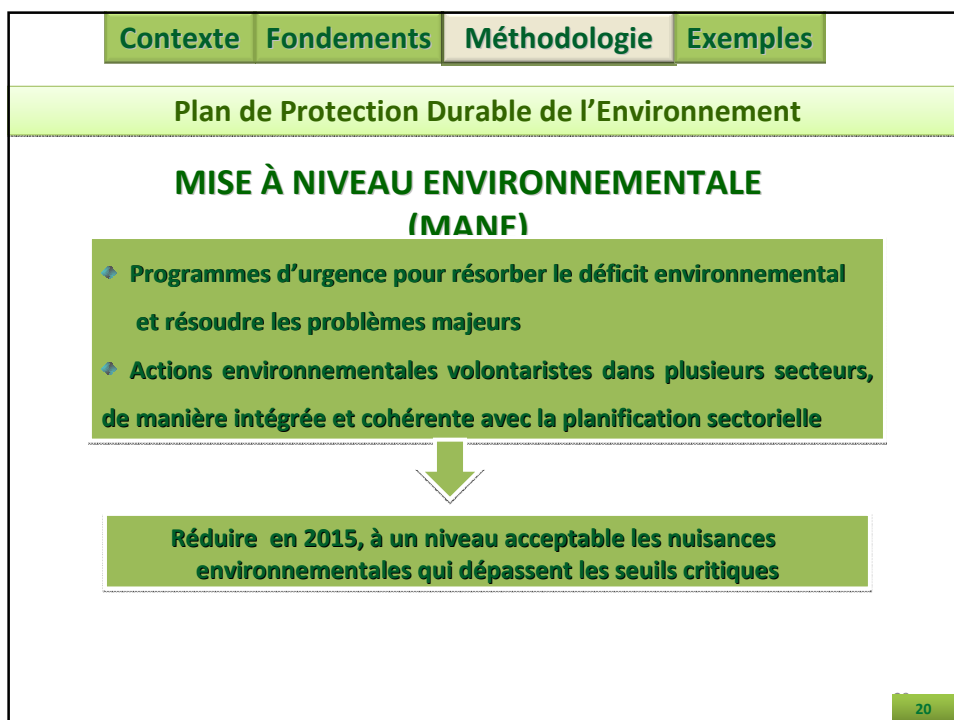 Contexte Fondements Méthodologie Exemples
Plan de Protection Durable de l’Environnement
MISE À NIVEAU ENVIRONNEMENTALE
(MANE)
Programmes d’urgence pour résorber le déficit environnemental
et résoudre les problèmes majeurs
Actions environnementales volontaristes dans plusieurs secteurs,
de manière intégrée et cohérente avec la planification sectorielle
Réduire en 2015, à un niveau acceptable les nuisances
environnementales qui dépassent les seuils critiques
20